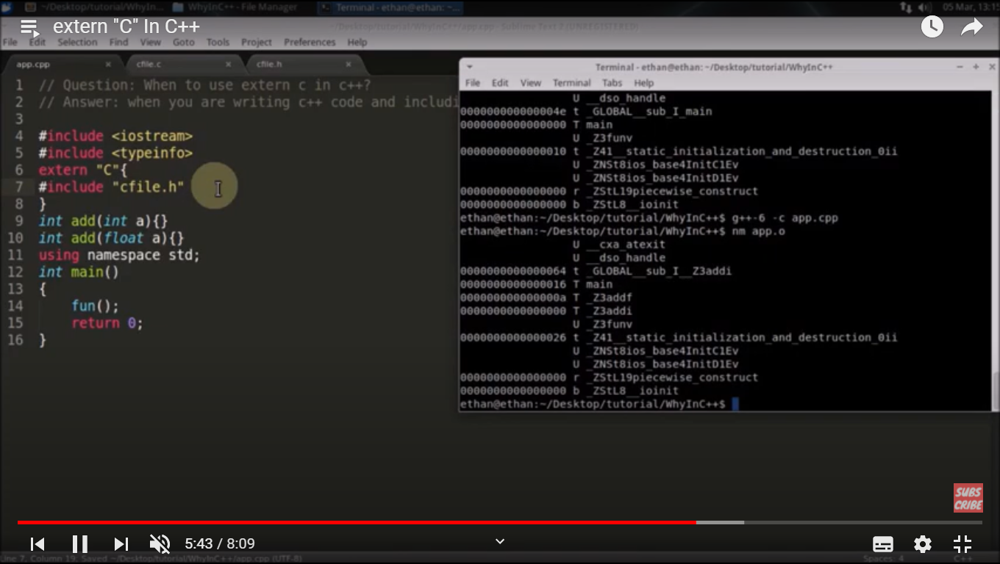 ~/Desktop/tutorial/WhyIn... WhyInC++ - File Manager Terminal - ethan@ethan: ~... 05 Mar, 13:15
extern "C" In C++
~/Desktop/tutorial/WhyInC++/app.cpp - Sublime Text 2 (UNREGISTERED)
File Edit Selection Find View Goto Tools Project Preferences Help
app.cpp × cfile.c × cfile.h ×
1 // Question: When to use extern c in c++?
2 // Answer: when you are writing c++ code and includi
3
4 #include <iostream>
5 #include <typeinfo>
6 extern "C"{
7 #include "cfile.h"
8 }
9 int add(int a){}
10 int add(float a){}
11 using namespace std;
12 int main()
13 {
14 fun();
15 return 0;
16 }
Terminal - ethan@ethan: ~/Desktop/tutorial/WhyInC++
File Edit View Terminal Tabs Help
U __dso_handle
000000000000004e t _GLOBAL__sub_I_main
0000000000000000 T main
U _Z3funv
0000000000000010 t _Z41__static_initialization_and_destruction_0ii
U _ZNSt8ios_base4InitC1Ev
U _ZNSt8ios_base4InitD1Ev
0000000000000000 r _ZStL19piecewise_construct
0000000000000000 b _ZStL8__ioinit
ethan@ethan:~/Desktop/tutorial/WhyInC++$ g++-6 -c app.cpp
ethan@ethan:~/Desktop/tutorial/WhyInC++$ nm app.o
U __cxa_atexit
U __dso_handle
0000000000000064 t _GLOBAL__sub_I__Z3addi
0000000000000016 T main
000000000000000a T _Z3addf
0000000000000000 T _Z3addi
U _Z3funv
0000000000000026 t _Z41__static_initialization_and_destruction_0ii
U _ZNSt8ios_base4InitC1Ev
U _ZNSt8ios_base4InitD1Ev
0000000000000000 r _ZStL19piecewise_construct
0000000000000000 b _ZStL8__ioinit
ethan@ethan:~/Desktop/tutorial/WhyInC++$
SUBS
CRIBE
5:43 / 8:09
Line 7, Column 19; Saved ~/Desktop/tutorial/WhyInC++/app.cpp (UTF-8) Spaces: 4 C++